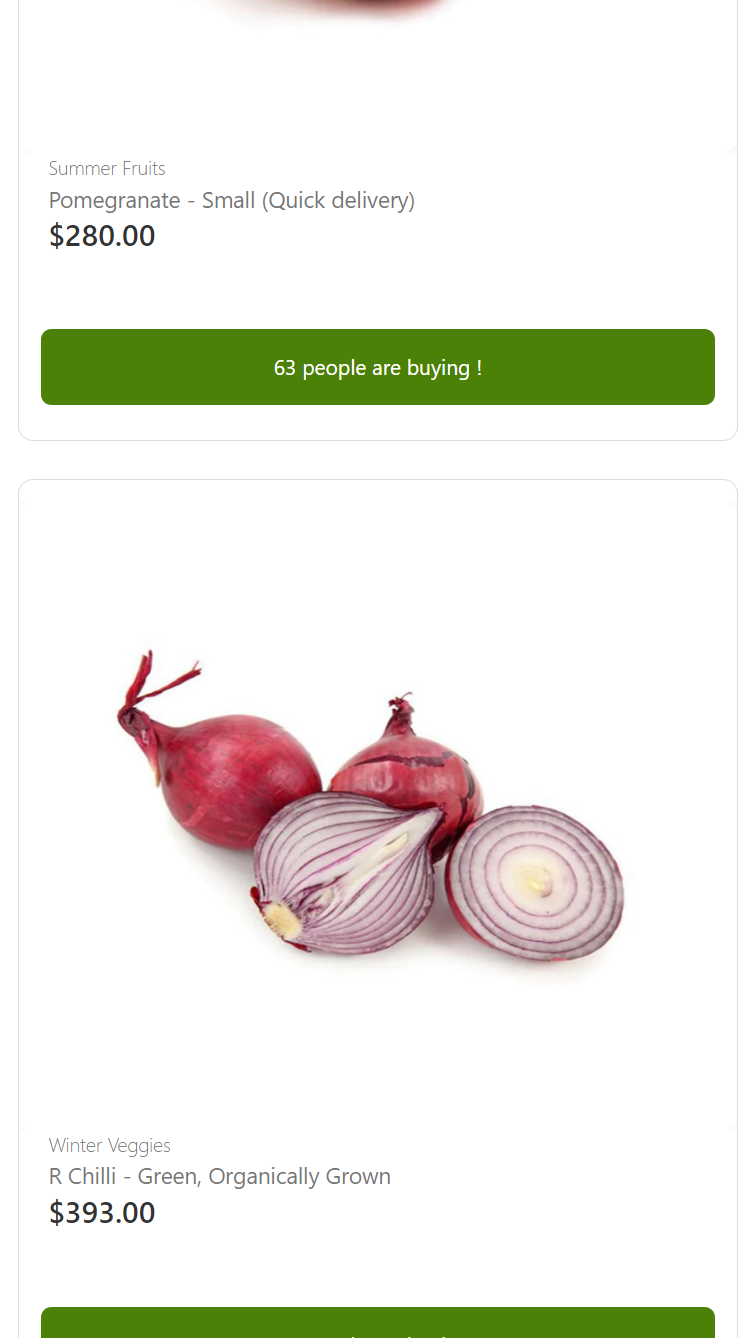 Summer Fruits
Pomegranate - Small (Quick delivery)
$280.00
63 people are buying !
Winter Veggies
R Chilli - Green, Organically Grown
$393.00